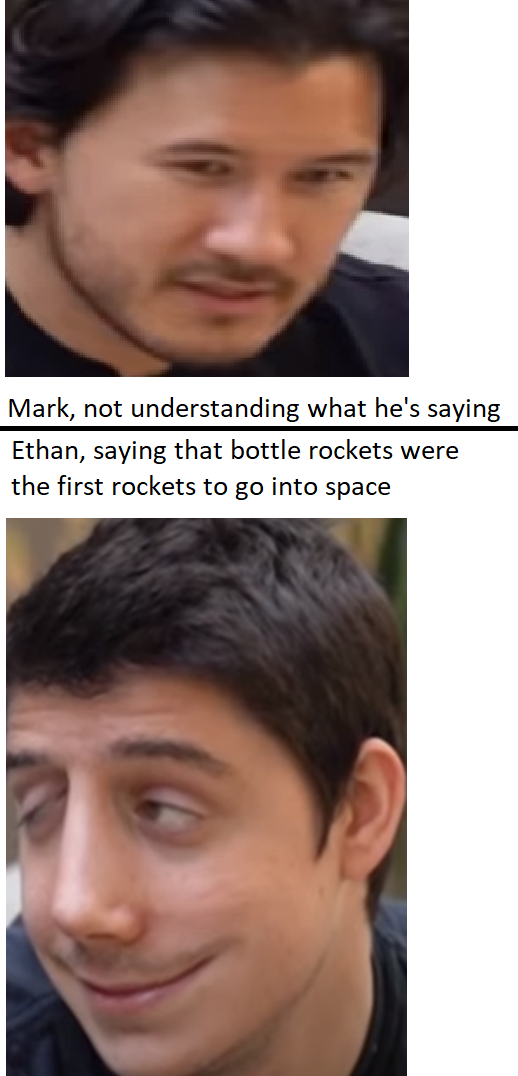 Mark, not understanding what he's saying
Ethan, saying that bottle rockets were
the first rockets to go into space